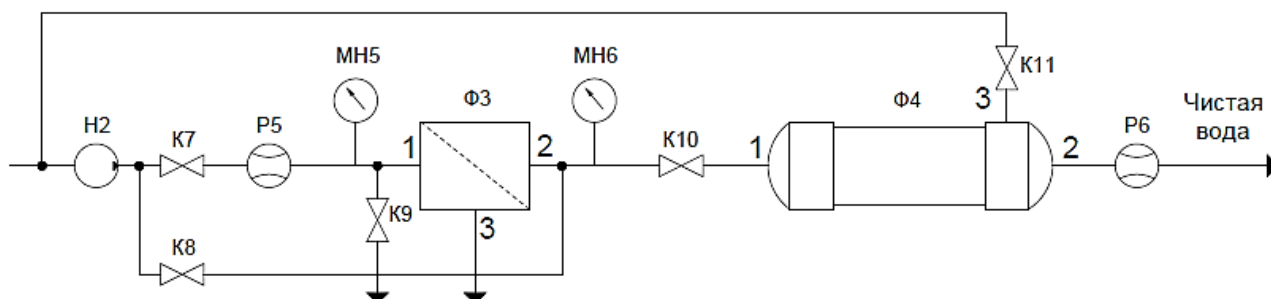 МН5
МН6
К11
Ф3
Ф4
3
Чистая
вода
Н2
К7
Р5
1
2
К10
1
2
Р6
К9
3
К8